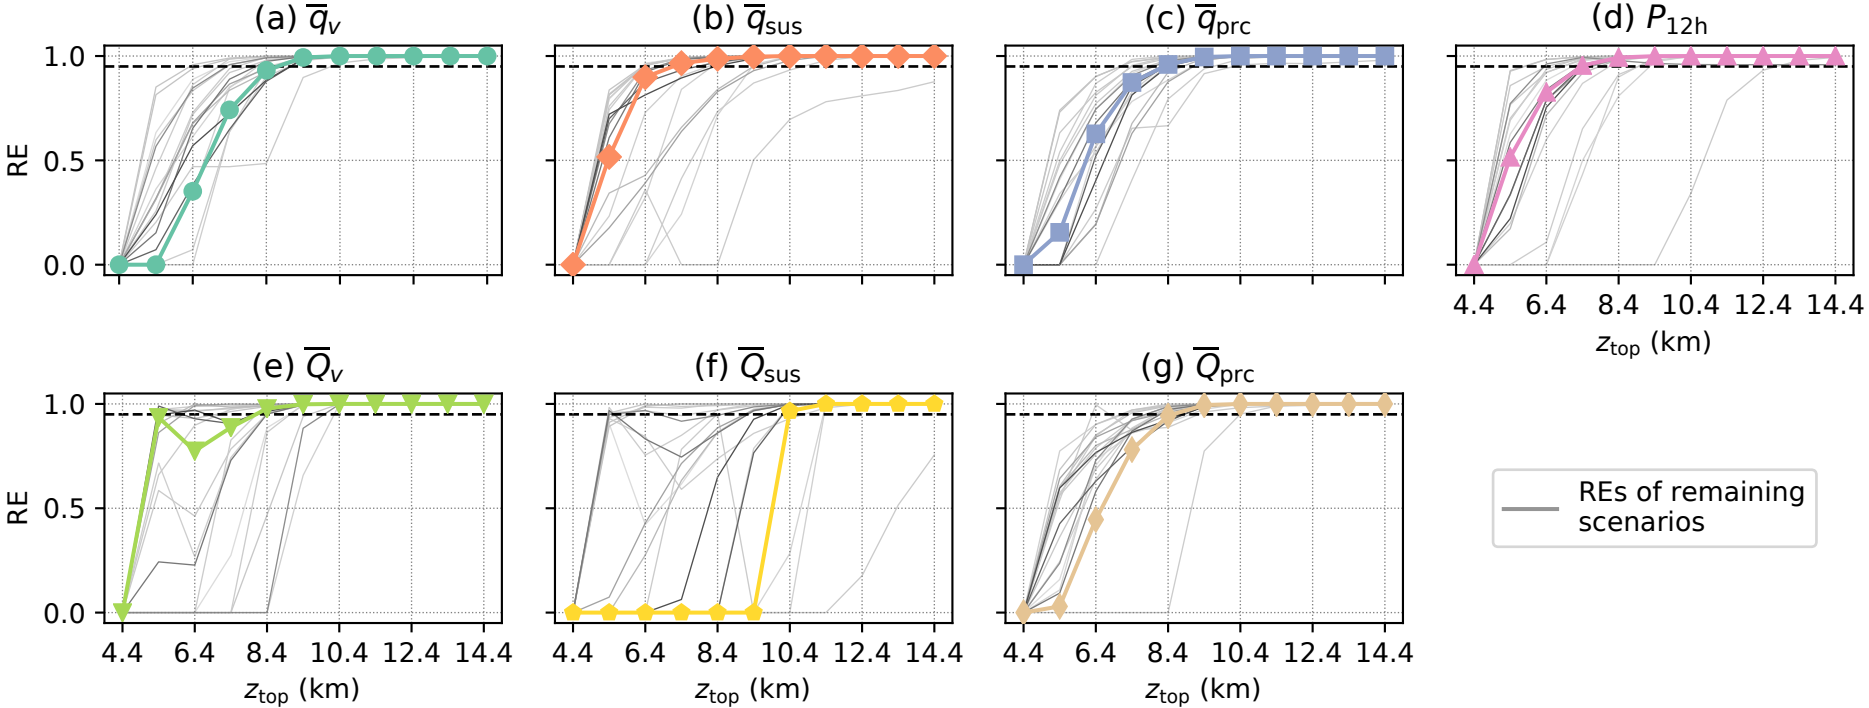 (a) q̅v
(b) q̅sus
(c) q̅prc
(d) P12h
RE
1.0
0.5
0.0
4.4 6.4 8.4 10.4 12.4 14.4
ztop (km)
(e) Q̅v
(f) Q̅sus
(g) Q̅prc
RE
1.0
0.5
0.0
REs of remaining
scenarios
4.4 6.4 8.4 10.4 12.4 14.4
4.4 6.4 8.4 10.4 12.4 14.4
4.4 6.4 8.4 10.4 12.4 14.4
ztop (km)
ztop (km)
ztop (km)